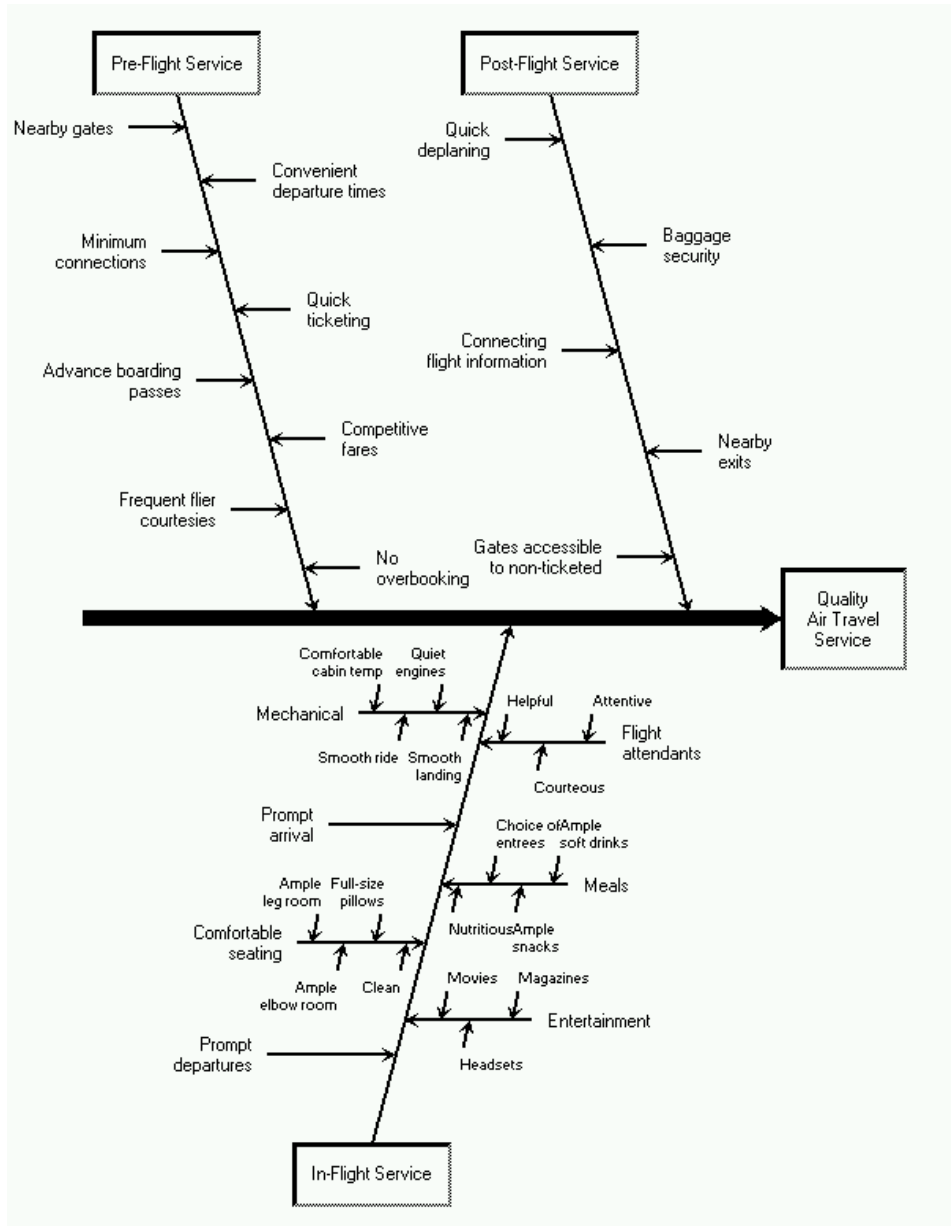 Pre-Flight Service
Post-Flight Service
Nearby gates
Convenient
departure times
Minimum
connections
Quick
ticketing
Advance boarding
passes
Competitive
fares
Frequent flier
courtesies
No
overbooking
Quick
deplaning
Baggage
security
Connecting
flight information
Nearby
exits
Gates accessible
to non-ticketed
Quality
Air Travel
Service
Comfortable
cabin temp
Quiet
engines
Mechanical
Smooth ride
Smooth
landing
Helpful
Attentive
Flight
attendants
Courteous
Prompt
arrival
Choice of
entrees
Ample
soft drinks
Meals
Nutritious
Ample
snacks
Ample
leg room
Full-size
pillows
Comfortable
seating
Ample
elbow room
Clean
Movies
Magazines
Entertainment
Headsets
Prompt
departures
In-Flight Service